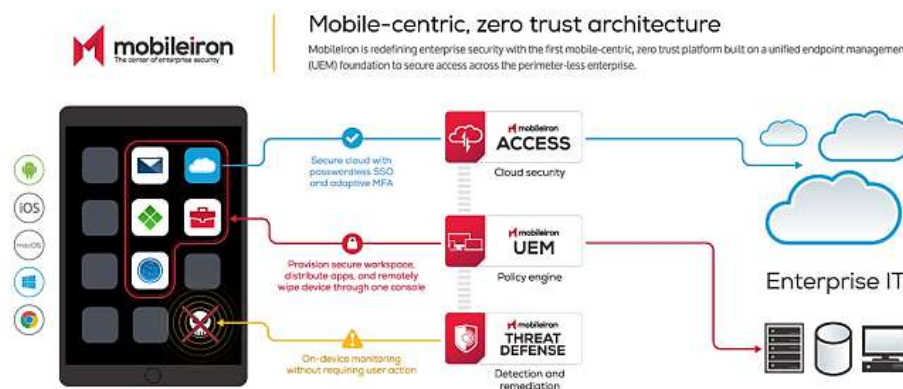 mobileiron
The center of enterprise security
Mobile-centric, zero trust architecture
MobileIron is redefining enterprise security with the first mobile-centric, zero trust platform built on a unified endpoint management
(UEM) foundation to secure access across the perimeter-less enterprise.
iOS
macOS
Secure cloud with
passwordless SSO
and adaptive MFA
Provision secure workspace,
distribute apps, and remotely
wipe device through one console
On-device monitoring
without requiring user action
mobileiron
ACCESS
Cloud security
mobileiron
UEM
Policy engine
mobileiron
THREAT
DEFENSE
Detection and
remediation
Enterprise IT